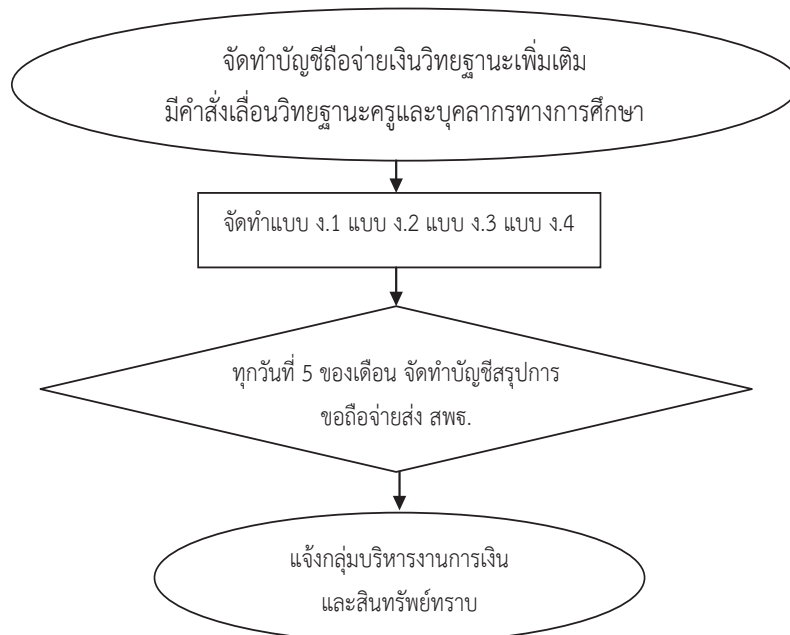 จัดทำบัญชีถือจ่ายเงินวิทยฐานะเพิ่มเติม
มีคำสั่งเลื่อนวิทยฐานะครูและบุคลากรทางการศึกษา
จัดทำแบบ ง.1 แบบ ง.2 แบบ ง.3 แบบ ง.4
ทุกวันที่ 5 ของเดือน จัดทำบัญชีสรุปการ
ขอถือจ่ายส่ง สพฐ.
แจ้งกลุ่มบริหารงานการเงิน
และสินทรัพย์ทราบ